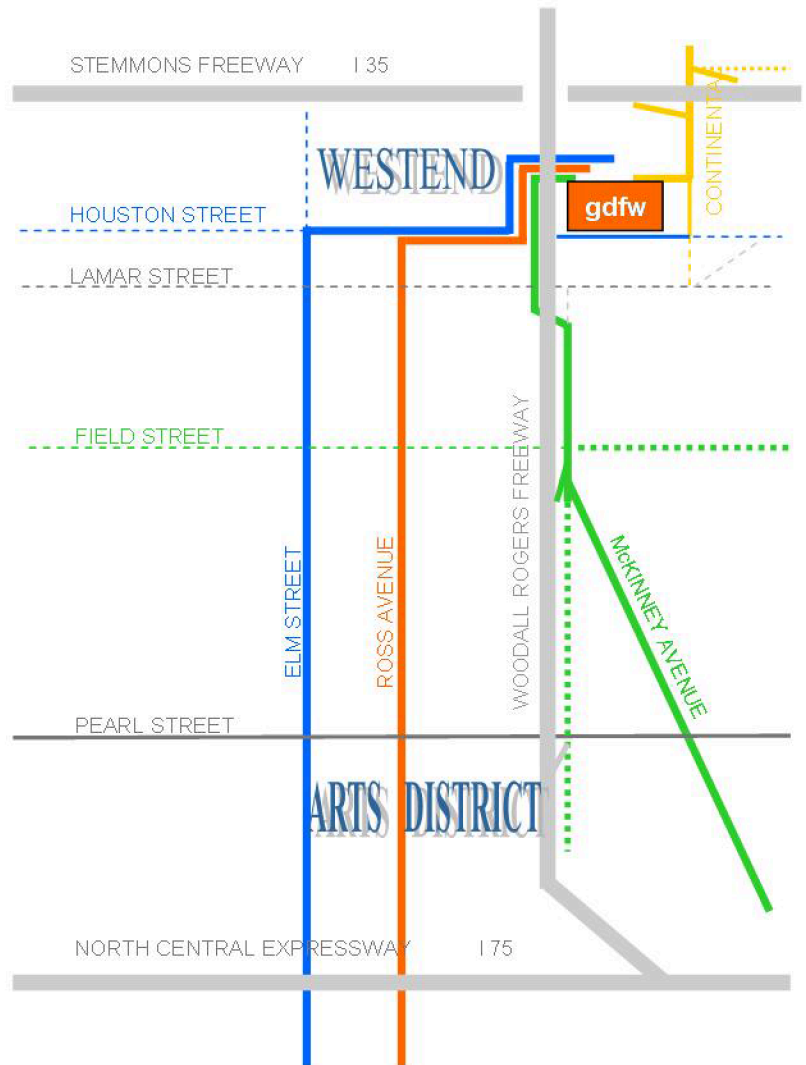 STEMMONS FREEWAY I 35
CONTINENTAL
WESTEND
gdfw
HOUSTON STREET
LAMAR STREET
FIELD STREET
WOODALL ROGERS FREEWAY
ELM STREET
ROSS AVENUE
McKINNEY AVENUE
PEARL STREET
ARTS DISTRICT
NORTH CENTRAL EXPRESSWAY I 75